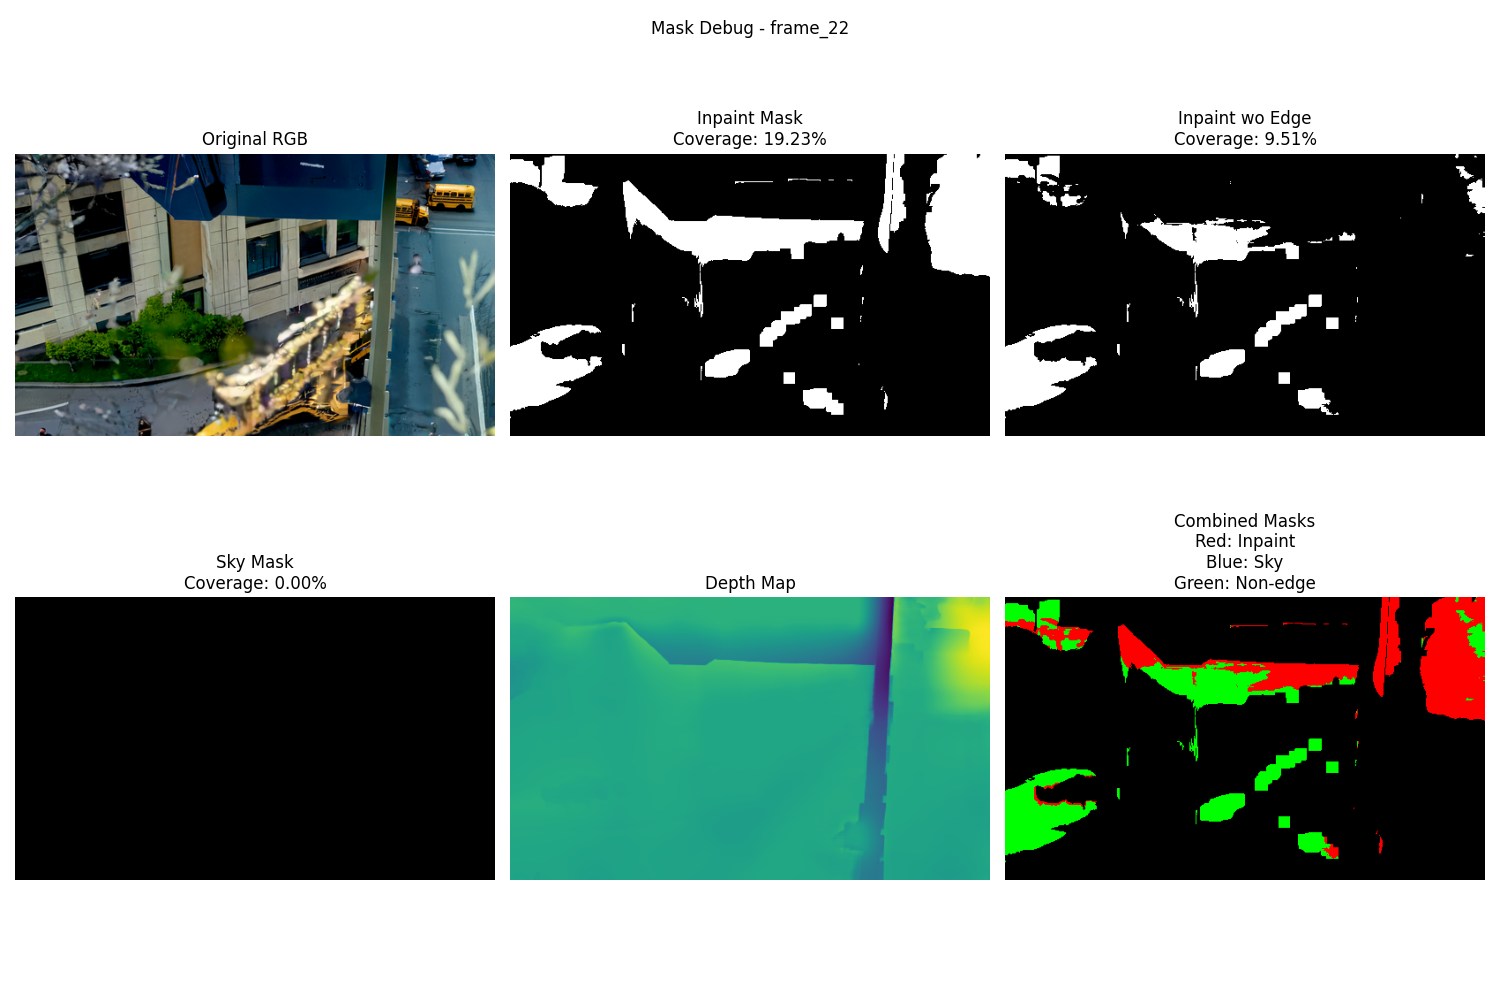 Mask Debug - frame_22
Original RGB
Inpaint Mask
Coverage: 19.23%
Inpaint wo Edge
Coverage: 9.51%
Sky Mask
Coverage: 0.00%
Depth Map
Combined Masks
Red: Inpaint
Blue: Sky
Green: Non-edge